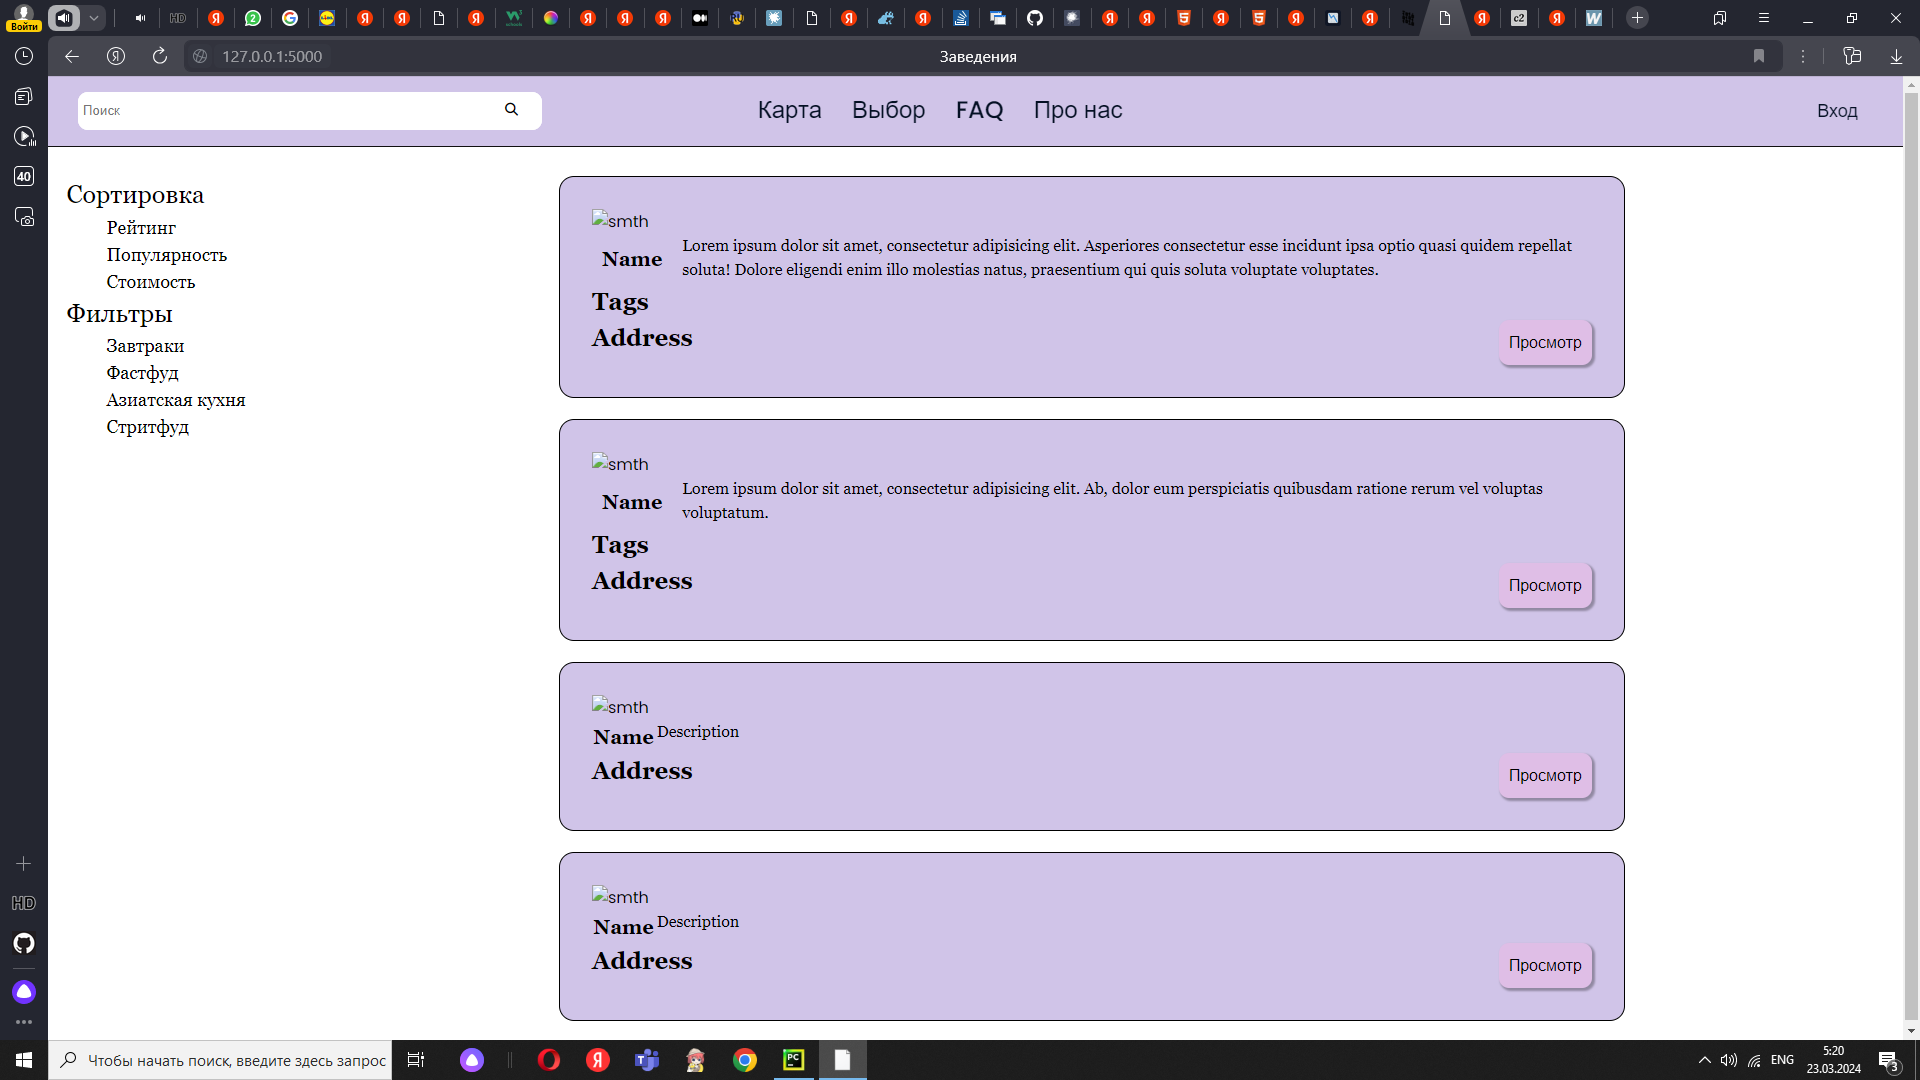 HD
c2
W
Войти
127.0.0.1:5000
Заведения
40
Поиск
Карта
Выбор
FAQ
Про нас
Вход
Сортировка
Рейтинг
Популярность
Стоимость
Фильтры
Завтраки
Фастфуд
Азиатская кухня
Стритфуд
smth
Name
Lorem ipsum dolor sit amet, consectetur adipisicing elit. Asperiores consectetur esse incidunt ipsa optio quasi quidem repellat
soluta! Dolore eligendi enim illo molestias natus, praesentium qui quis soluta voluptate voluptates.
Tags
Address
Просмотр
smth
Name
Lorem ipsum dolor sit amet, consectetur adipisicing elit. Ab, dolor eum perspiciatis quibusdam ratione rerum vel voluptas
voluptatum.
Tags
Address
Просмотр
smth
Name
Description
Address
Просмотр
smth
Name
Description
Address
Просмотр
HD
Чтобы начать поиск, введите здесь запрос
PC
ENG
5:20
23.03.2024
3